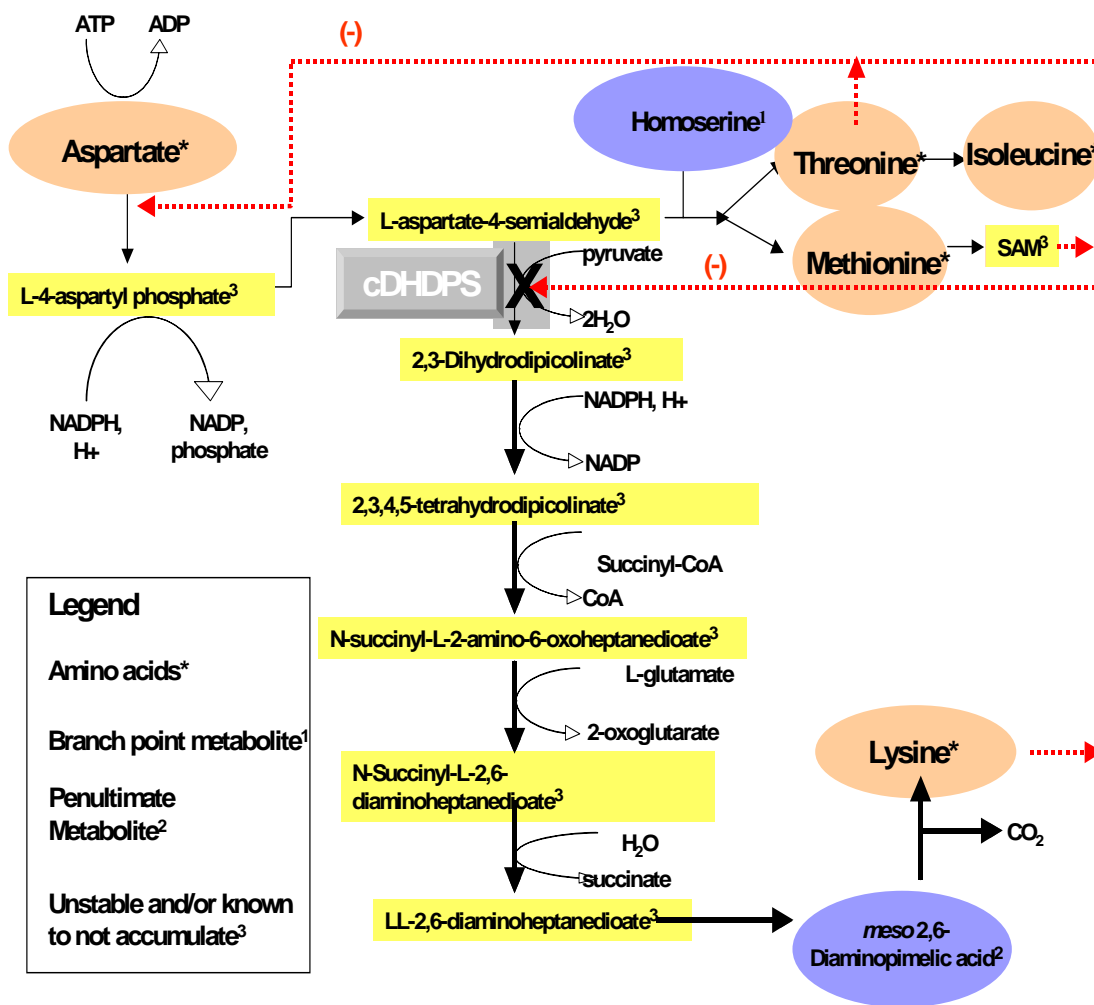 ATP ADP
(-)
Aspartate*
Homoserine¹
Threonine*
Isoleucine*
L-aspartate-4-semialdehyde³
pyruvate
Methionine*
SAM³
(-)
cDHDPS
X
L-4-aspartyl phosphate³
2H₂O
2,3-Dihydrodipicolinate³
NADPH,
H+
NADP,
phosphate
NADPH, H+
NADP
2,3,4,5-tetrahydrodipicolinate³
Succinyl-CoA
CoA
N-succinyl-L-2-amino-6-oxoheptanedioate³
L-glutamate
2-oxoglutarate
N-Succinyl-L-2,6-
diaminoheptanedioate³
H₂O
succinate
LL-2,6-diaminoheptanedioate³
meso 2,6-
Diaminopimelic acid²
Lysine*
CO₂
Legend
Amino acids*
Branch point metabolite¹
Penultimate
Metabolite²
Unstable and/or known
to not accumulate³